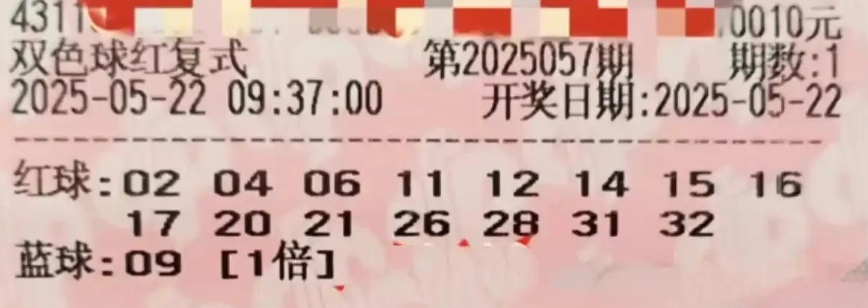 4311 0010元
双色球红复式 第2025057期 期数:1
2025-05-22 09:37:00 开奖日期:2025-05-22
红球:02 04 06 11 12 14 15 16
17 20 21 26 28 31 32
蓝球:09 [1倍]